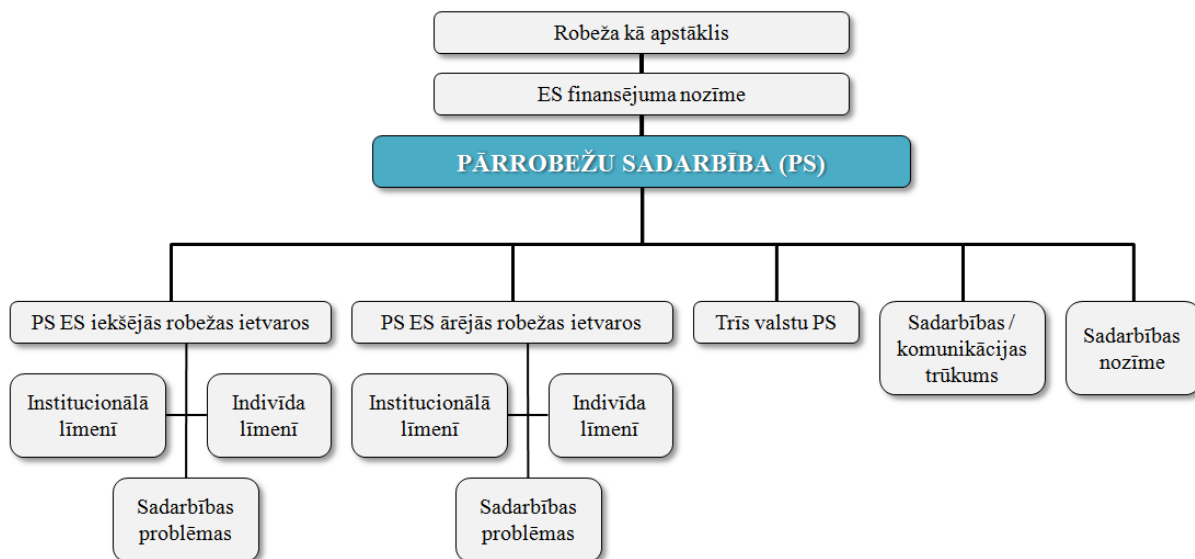 Robeža kā apstāklis
ES finansējuma nozīme
PĀRROBEŽU SADARBĪBA (PS)
PS ES iekšējās robežas ietvaros
PS ES ārējās robežas ietvaros
Trīs valstu PS
Sadarbības /
komunikācijas
trūkums
Sadarbības
nozīme
Institucionālā
līmenī
Indivīda
līmenī
Institucionālā
līmenī
Indivīda
līmenī
Sadarbības
problēmas
Sadarbības
problēmas